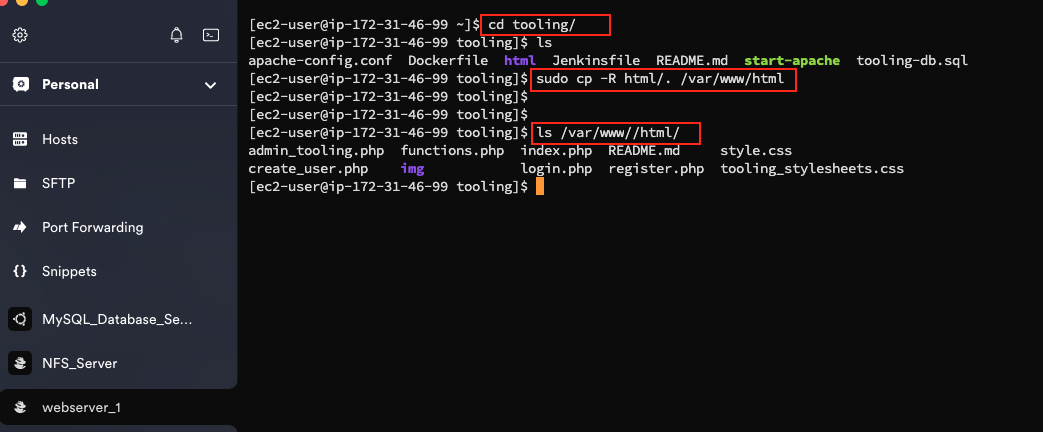 Personal
Hosts
SFTP
Port Forwarding
Snippets
MySQL_Database_Se...
NFS_Server
webserver_1
[ec2-user@ip-172-31-46-99 ~]$ cd tooling/
[ec2-user@ip-172-31-46-99 tooling]$ ls
apache-config.conf  Dockerfile  html  Jenkinsfile  README.md  start-apache  tooling-db.sql
[ec2-user@ip-172-31-46-99 tooling]$ sudo cp -R html/. /var/www/html
[ec2-user@ip-172-31-46-99 tooling]$
[ec2-user@ip-172-31-46-99 tooling]$
[ec2-user@ip-172-31-46-99 tooling]$ ls /var/www//html/
admin_tooling.php  functions.php  index.php  README.md     style.css
create_user.php    img            login.php  register.php  tooling_stylesheets.css
[ec2-user@ip-172-31-46-99 tooling]$